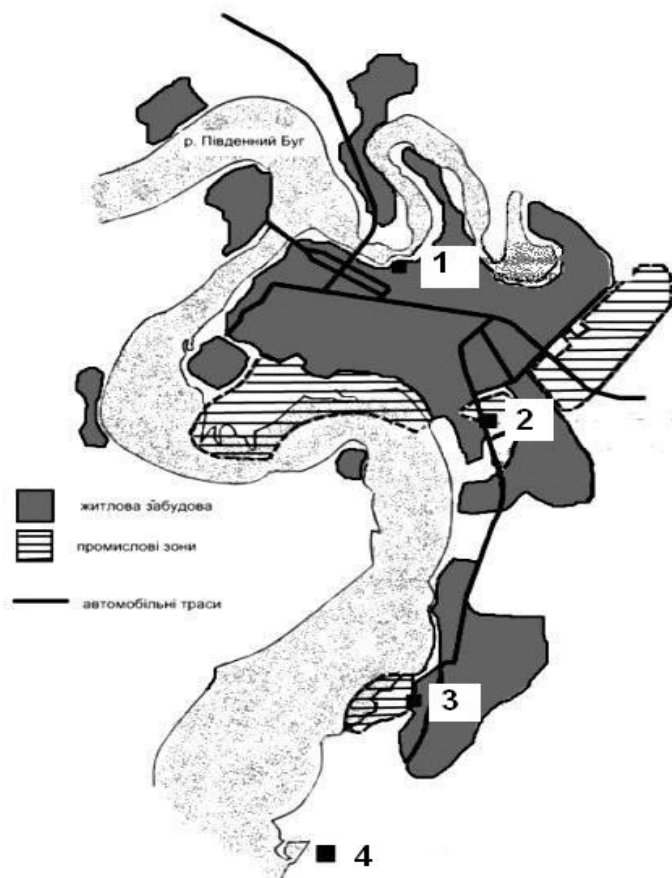 р. Південний Буг
1
2
житлова забудова
промислові зони
автомобільні траси
3
4